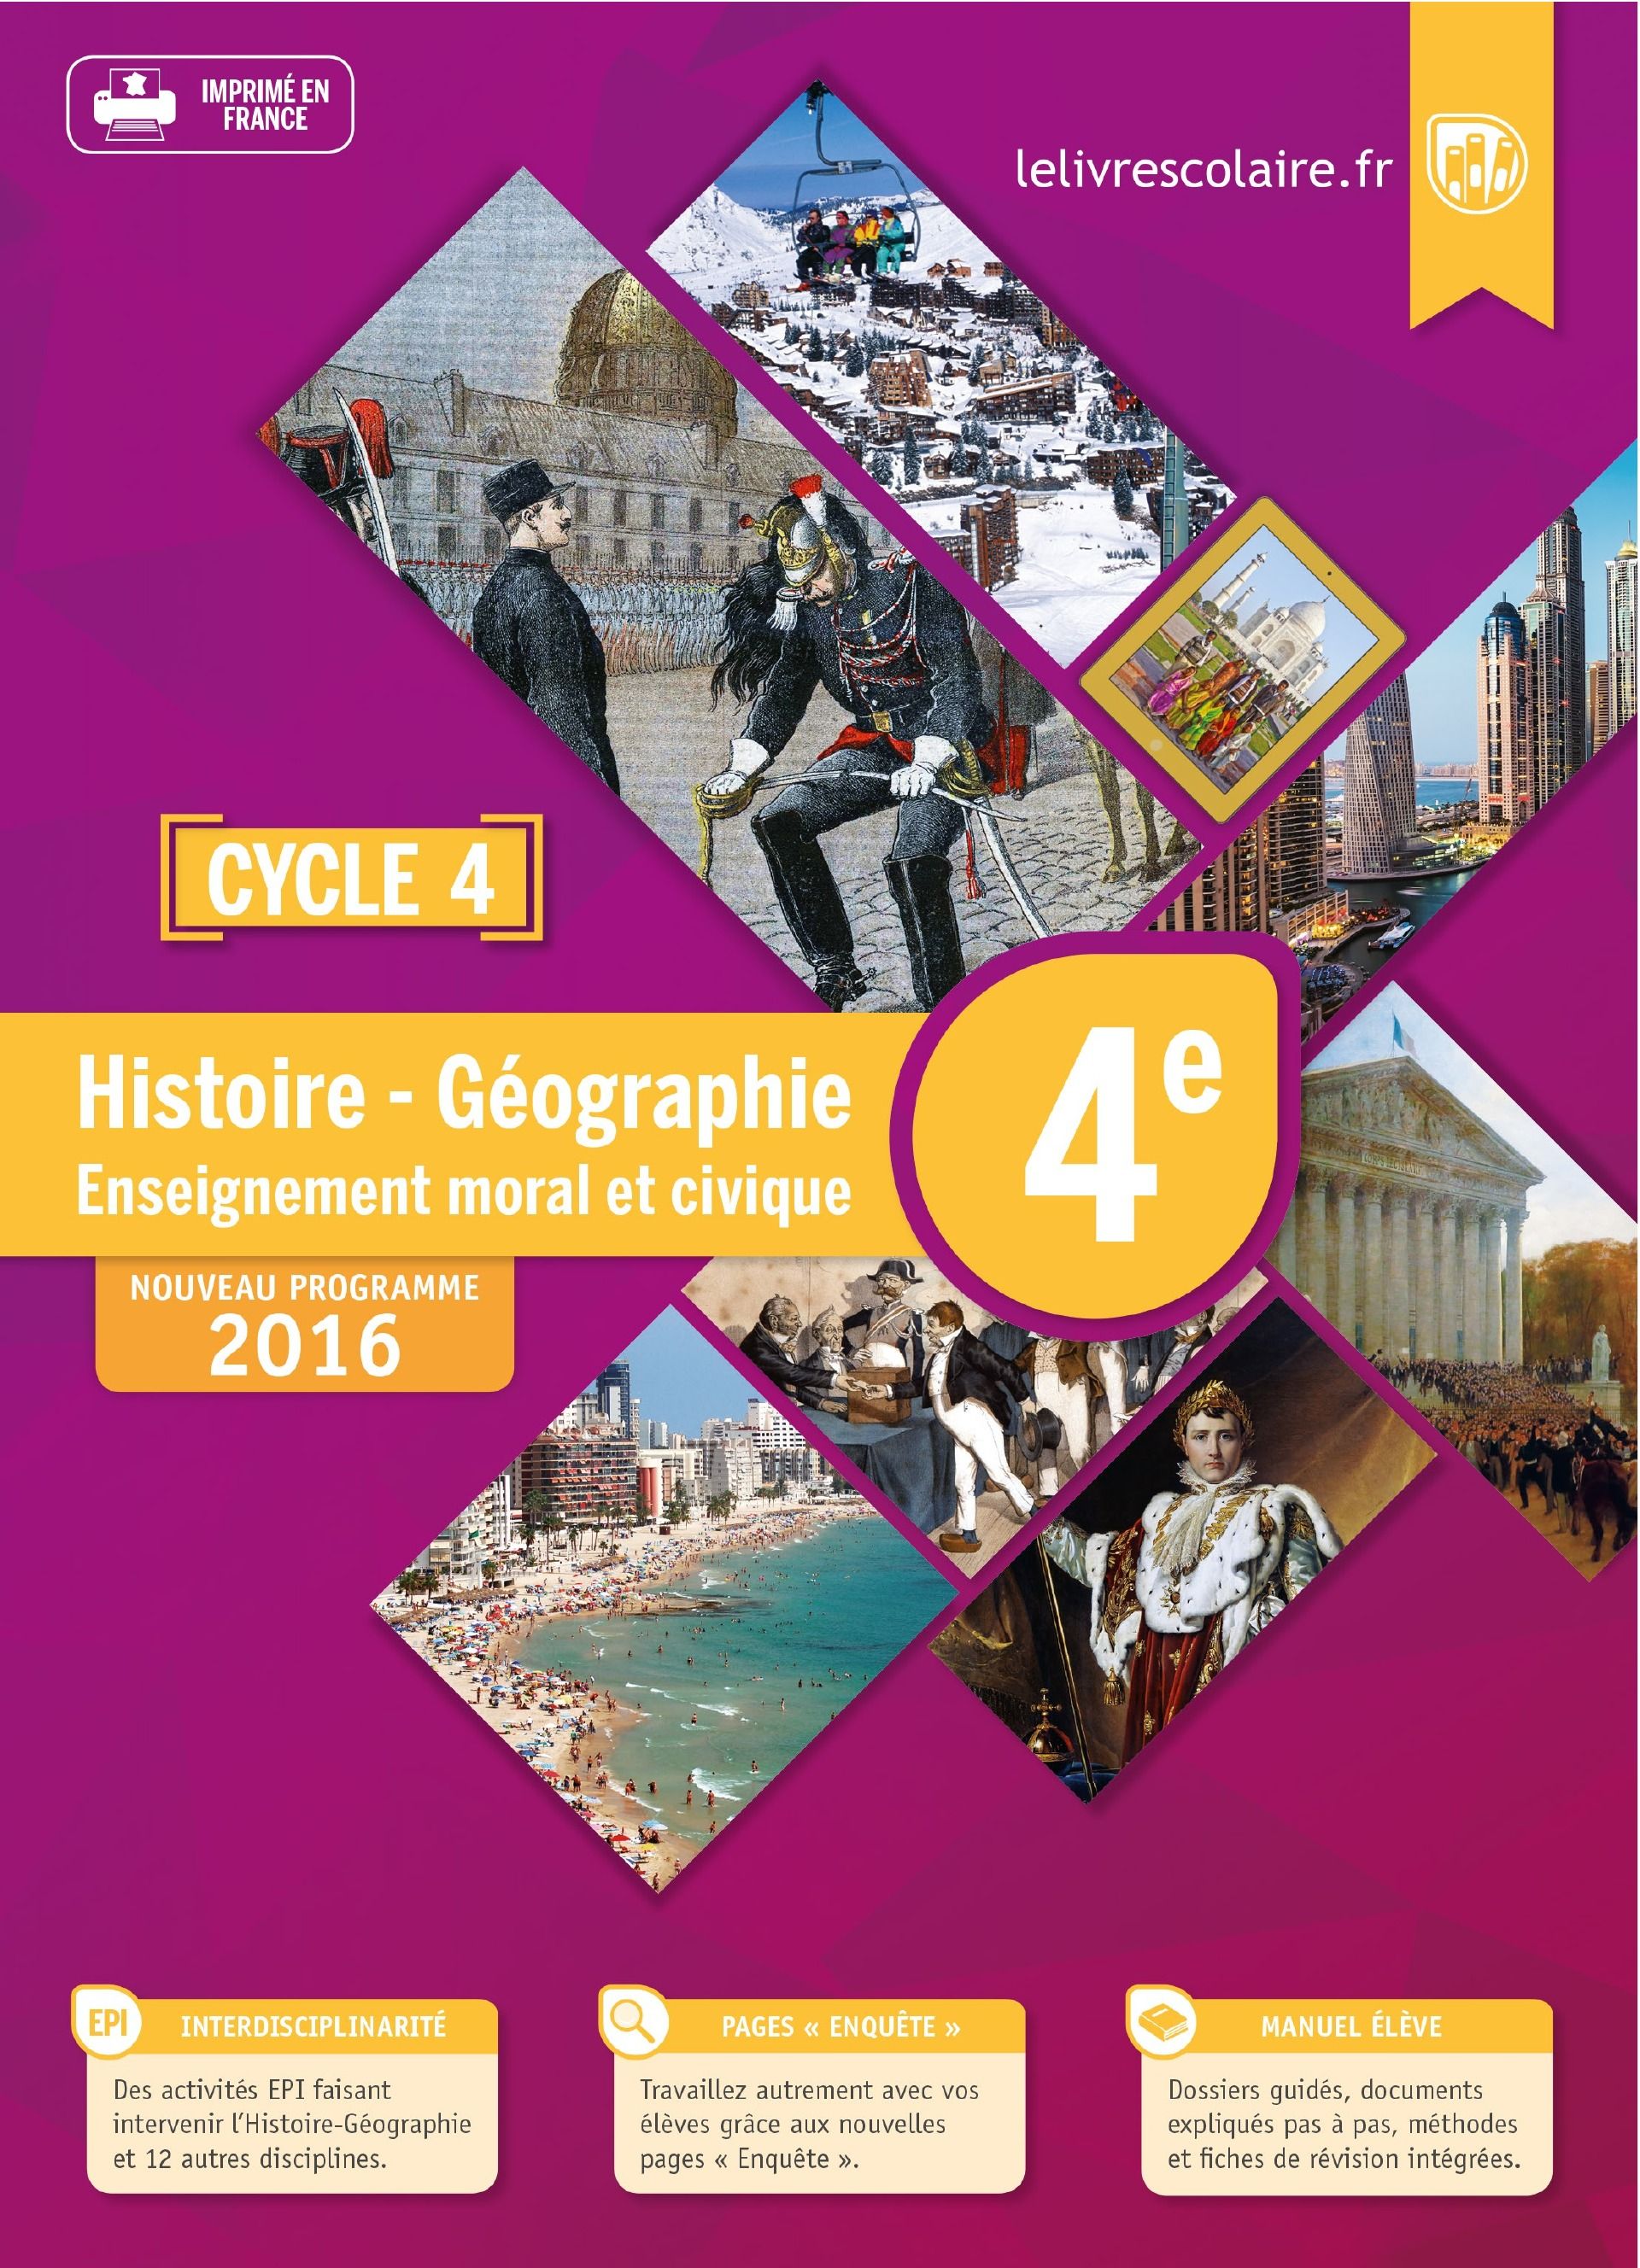 IMPRIMÉ EN
FRANCE
lelivrescolaire.fr
CYCLE 4
Histoire - Géographie
Enseignement moral et civique
4e
NOUVEAU PROGRAMME
2016
EPI
INTERDISCIPLINARITÉ
Des activités EPI faisant
intervenir l'Histoire-Géographie
et 12 autres disciplines.
PAGES « ENQUÊTE »
Travaillez autrement avec vos
élèves grâce aux nouvelles
pages « Enquête ».
MANUEL ÉLÈVE
Dossiers guidés, documents
expliqués pas à pas, méthodes
et fiches de révision intégrées.